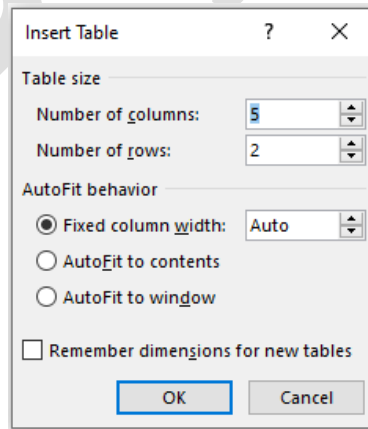 Insert Table ? ×
Table size
Number of columns: 5
Number of rows: 2
AutoFit behavior
Fixed column width: Auto
AutoFit to contents
AutoFit to window
Remember dimensions for new tables
OK Cancel